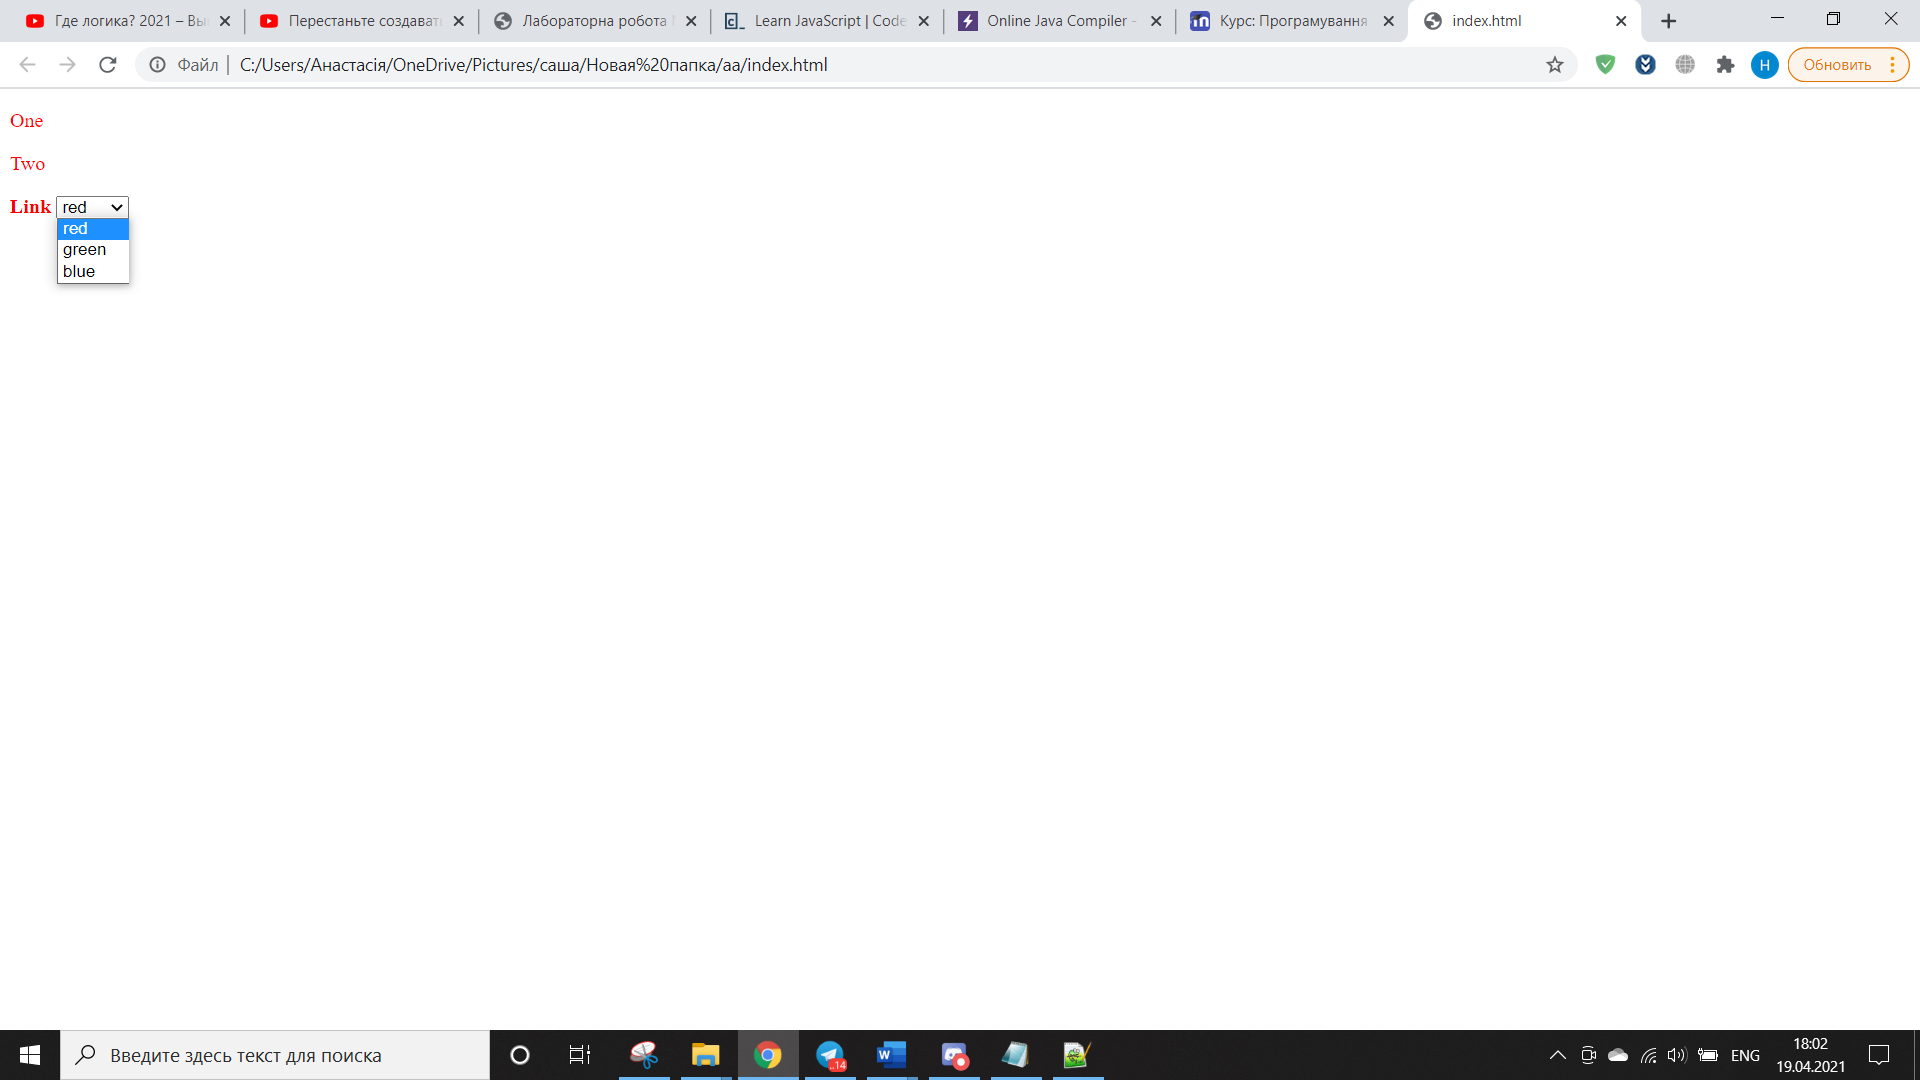 Где логика? 2021 – Вы
Перестаньте создават
Лабораторна робота
Learn JavaScript | Code
Online Java Compiler -
Курс: Програмування
index.html
Файл
C:/Users/Анастасія/OneDrive/Pictures/саша/Новая%20папка/aa/index.html
H
Обновить
One
Two
Link red
red
green
blue
Введите здесь текст для поиска
..14
ENG
18:02
19.04.2021